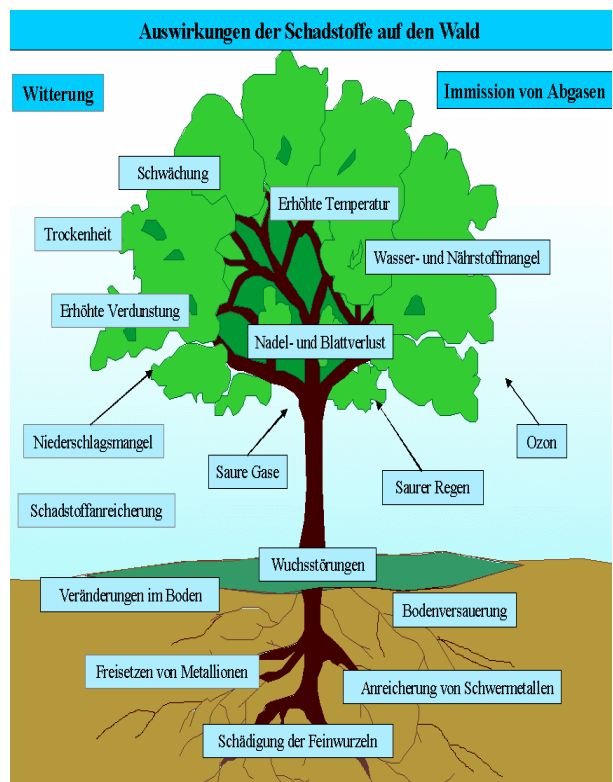 Auswirkungen der Schadstoffe auf den Wald
Witterung
Immission von Abgasen
Schwächung
Erhöhte Temperatur
Trockenheit
Wasser- und Nährstoffmangel
Erhöhte Verdunstung
Nadel- und Blattverlust
Niederschlagsmangel
Ozon
Saure Gase
Saurer Regen
Schadstoffanreicherung
Wuchsstörungen
Veränderungen im Boden
Bodenversauerung
Freisetzen von Metallionen
Anreicherung von Schwermetallen
Schädigung der Feinwurzeln